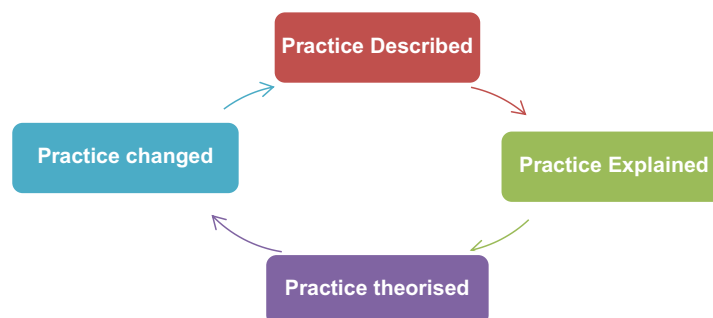 Practice Described
Practice Explained
Practice theorised
Practice changed